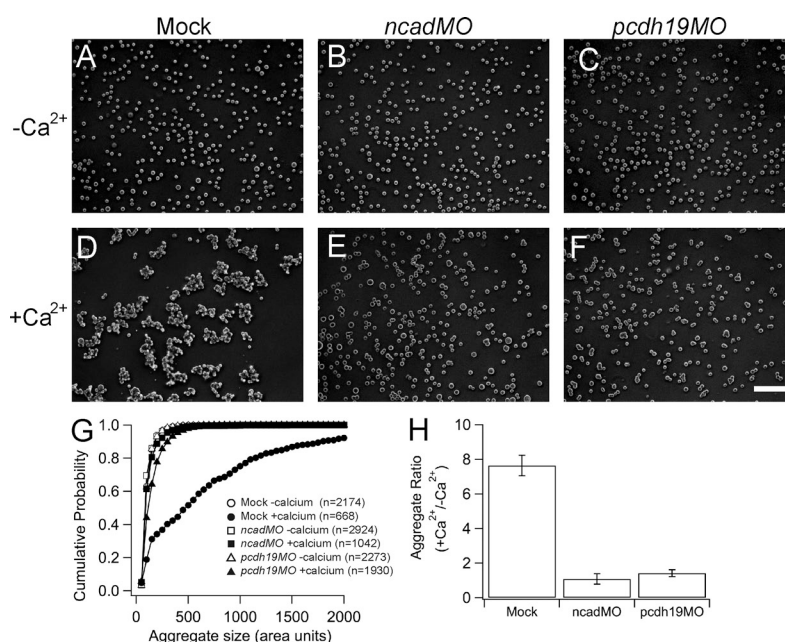 Mock ncadMO pcdh19MO
A B C
-Ca2+
D E F
+Ca2+
G
1.0
0.8
0.6
0.4
0.2
0.0
Cumulative Probability
Mock -calcium (n=2174)
Mock +calcium (n=668)
ncadMO -calcium (n=2924)
ncadMO +calcium (n=1042)
pcdh19MO -calcium (n=2273)
pcdh19MO +calcium (n=1930)
0 500 1000 1500 2000
Aggregate size (area units)
H
10
8
6
4
2
0
Aggregate Ratio
(+Ca2+/-Ca2+)
Mock ncadMO pcdh19MO